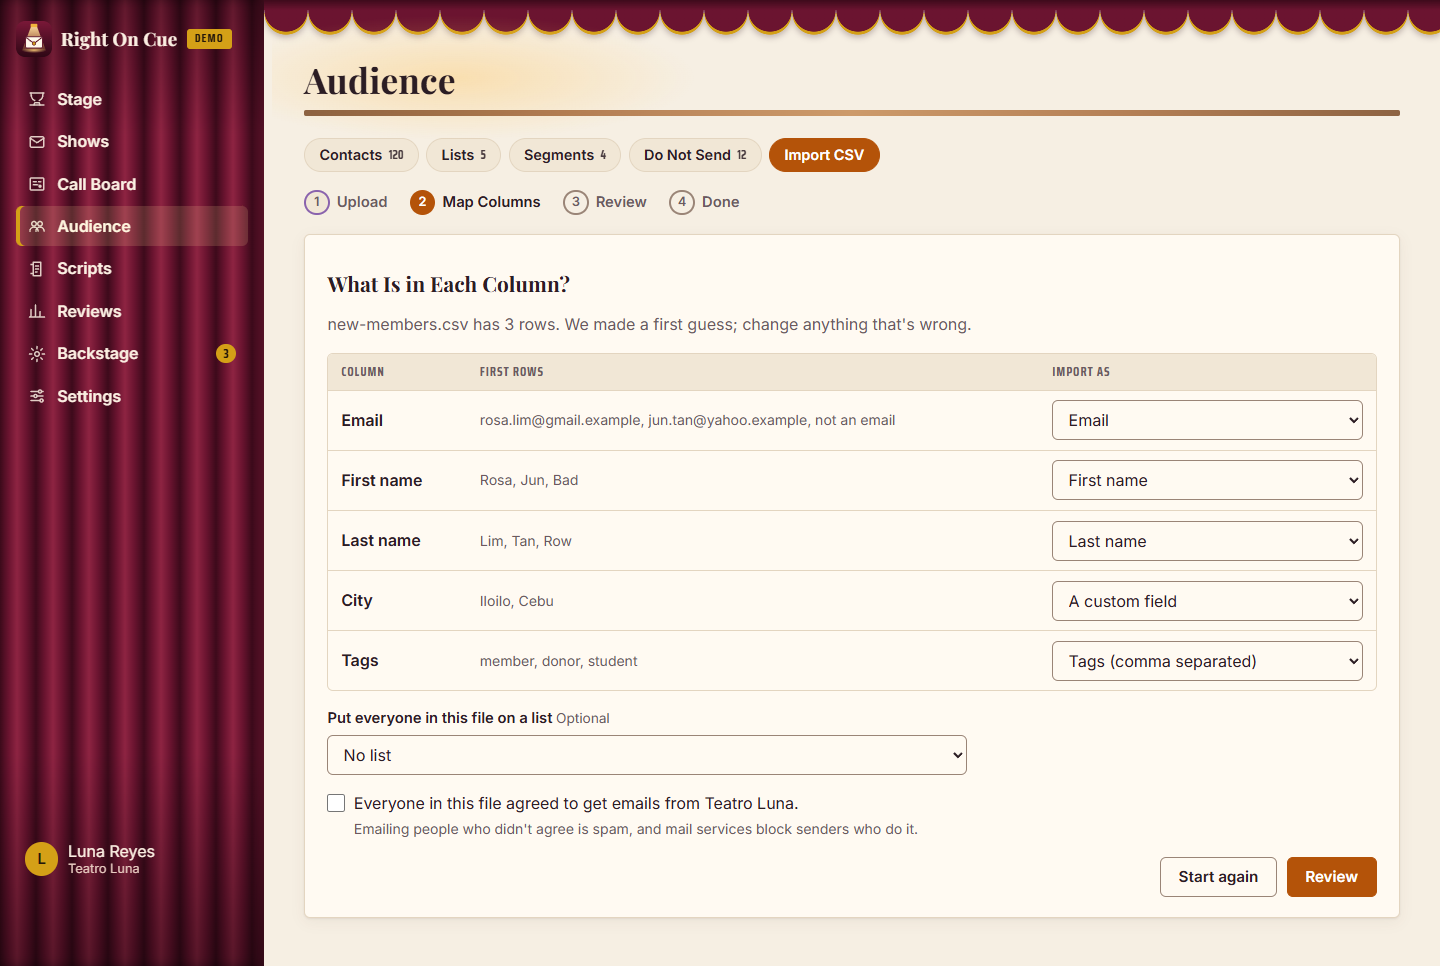 Right On Cue DEMO
Stage
Shows
Call Board
Audience
Scripts
Reviews
Backstage 3
Settings
L Luna Reyes
Teatro Luna
Audience
Contacts 120 Lists 5 Segments 4 Do Not Send 12 Import CSV
1 Upload 2 Map Columns 3 Review 4 Done
What Is in Each Column?
new-members.csv has 3 rows. We made a first guess; change anything that's wrong.
COLUMN FIRST ROWS IMPORT AS
Email rosa.lim@gmail.example, jun.tan@yahoo.example, not an email Email
First name Rosa, Jun, Bad First name
Last name Lim, Tan, Row Last name
City Iloilo, Cebu A custom field
Tags member, donor, student Tags (comma separated)
Put everyone in this file on a list Optional
No list
Everyone in this file agreed to get emails from Teatro Luna.
Emailing people who didn't agree is spam, and mail services block senders who do it.
Start again Review